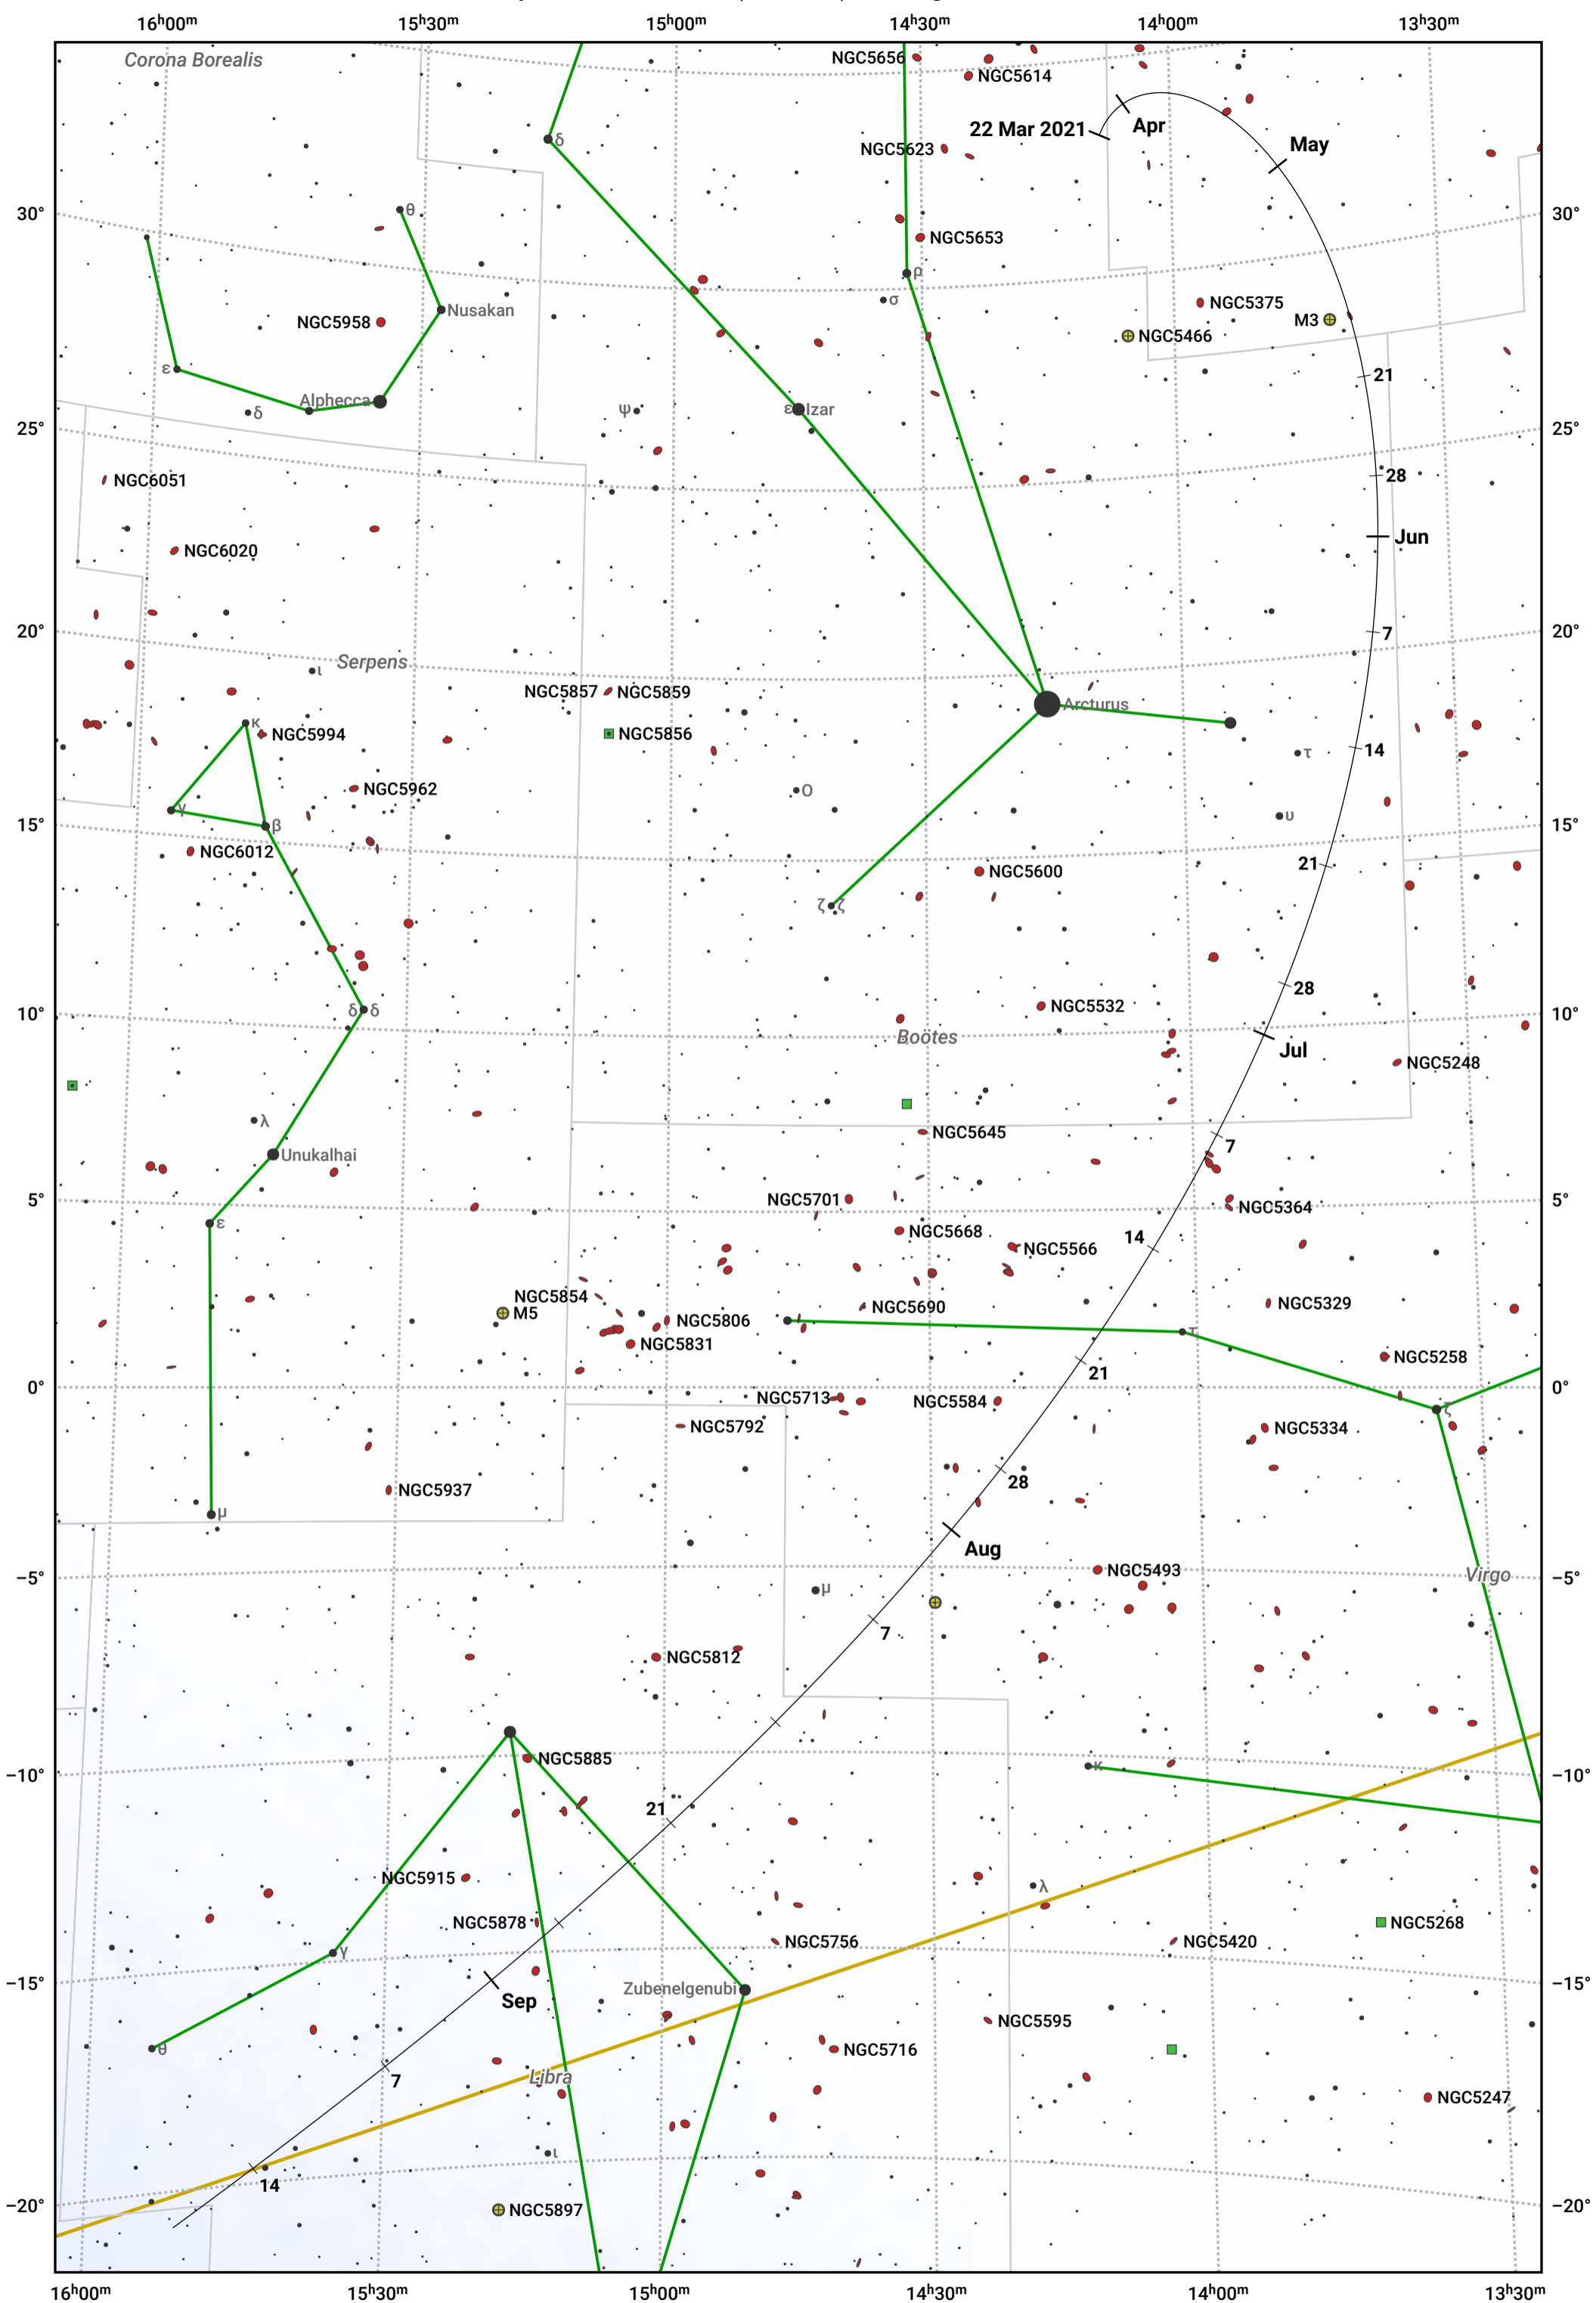 16h00m 15h30m 15h00m 14h30m 14h00m 13h30m
Corona Borealis
NGC5656
NGC5614
Apr
22 Mar 2021
δ
May
NGC5623
θ
30°
30°
NGC5653
ρ
σ
NGC5375
Nusakan
M3
NGC5958
NGC5466
ε
21
Alphecca
δ
ψ
ε
Izar
25°
25°
28
NGC6051
Jun
NGC6020
20°
20°
7
Serpens
ι
NGC5857
NGC5859
Arcturus
κ
NGC5994
NGC5856
14
τ
NGC5962
ο
γ
υ
15°
15°
β
NGC6012
21
NGC5600
ζ
ζ
28
NGC5532
δ
δ
10°
10°
Boötes
Jul
NGC5248
λ
NGC5645
7
Unukalhai
5°
5°
NGC5701
NGC5364
ε
NGC5668
14
NGC5566
NGC5854
NGC5329
M5
NGC5690
NGC5806
ι
τ
NGC5831
NGC5258
21
0°
0°
NGC5713
NGC5584
ζ
NGC5792
NGC5334
28
NGC5937
μ
Aug
NGC5493
Virgo
−5°
−5°
μ
7
NGC5812
NGC5885
κ
−10°
−10°
21
NGC5915
λ
NGC5878
NGC5268
NGC5756
NGC5420
γ
−15°
−15°
Zubenelgenubi
Sep
NGC5595
θ
NGC5716
7
Libra
NGC5247
ι
14
−20°
−20°
NGC5897
16h00m 15h30m 15h00m 14h30m 14h00m 13h30m